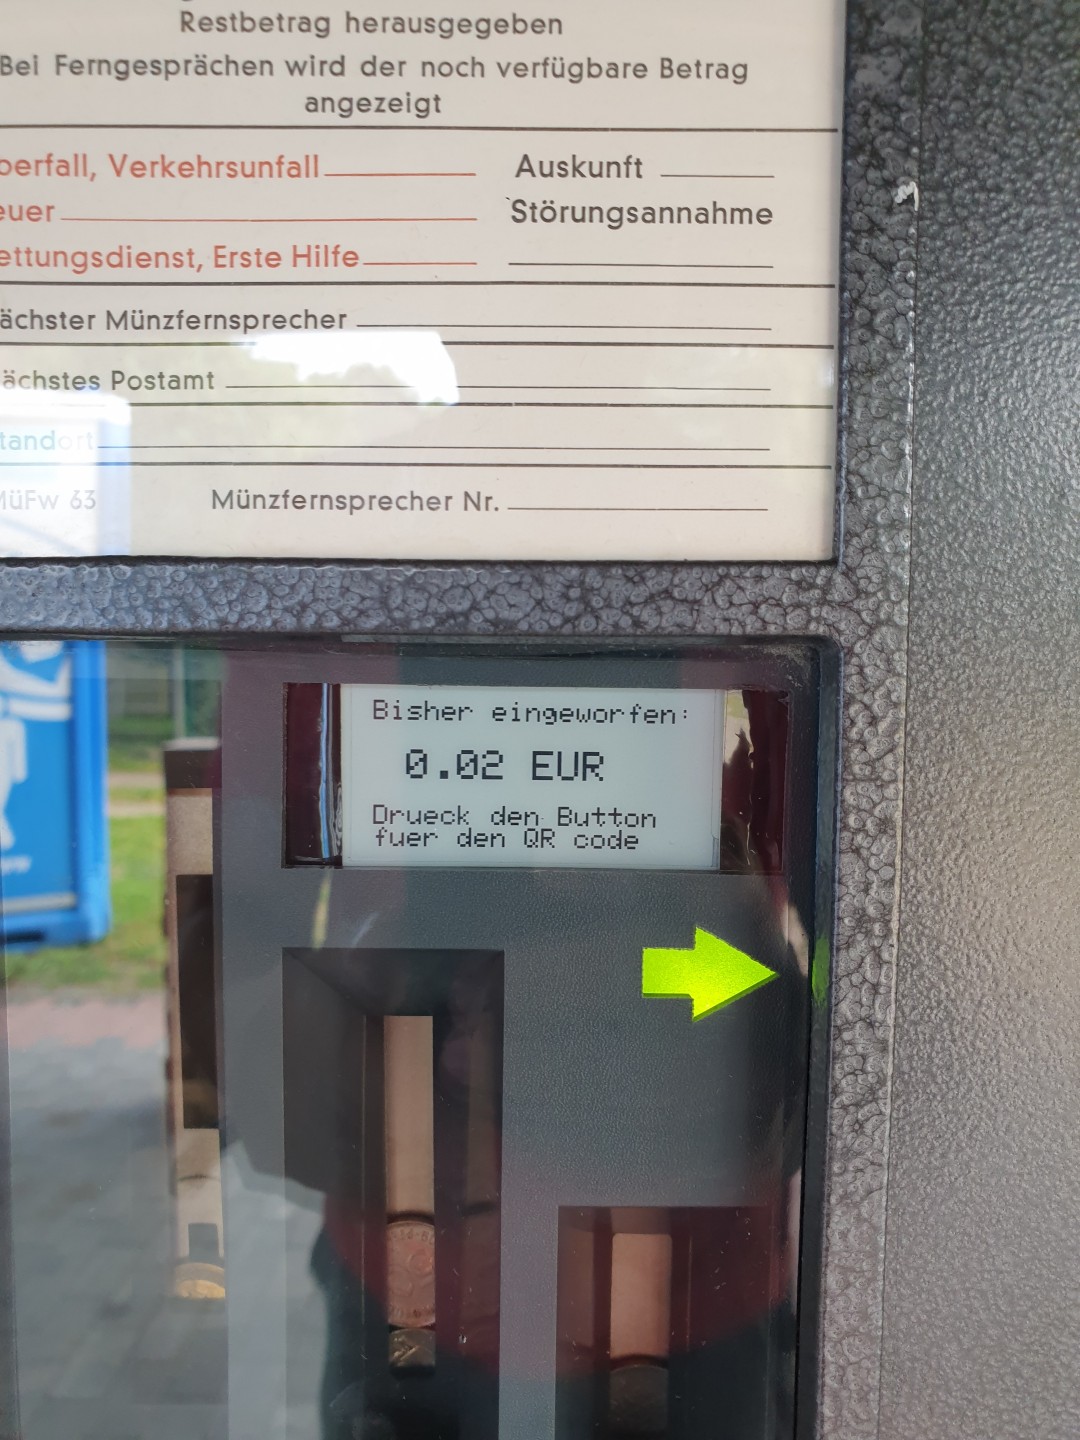 Restbetrag herausgegeben
Bei Ferngesprächen wird der noch verfügbare Betrag
angezeigt
berfall, Verkehrsunfall Auskunft
euer Störungsannahme
ettungsdienst, Erste Hilfe
ächster Münzfernsprecher
ächstes Postamt
tandort
MüFw 63 Münzfernsprecher Nr.
Bisher eingeworfen:
0.02 EUR
Drueck den Button
fuer den QR code